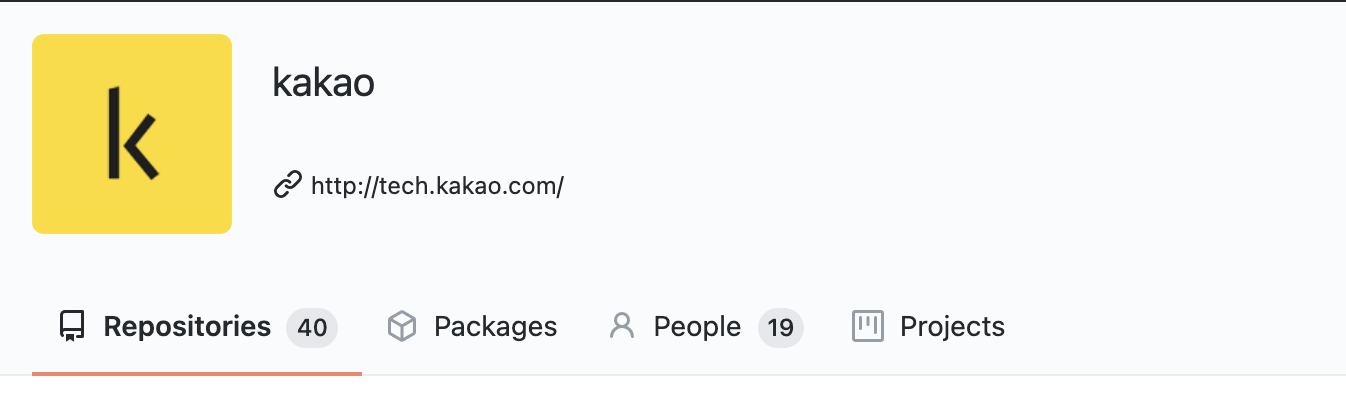 k
kakao
http://tech.kakao.com/
Repositories 40 Packages People 19 Projects